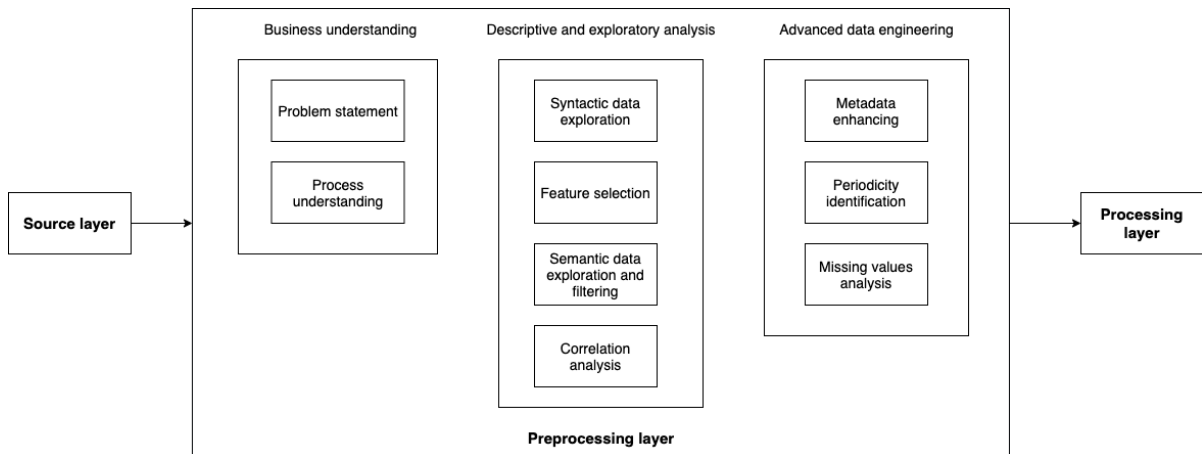 Business understanding
Problem statement
Process
understanding
Descriptive and exploratory analysis
Syntactic data
exploration
Feature selection
Semantic data
exploration and
filtering
Correlation
analysis
Advanced data engineering
Metadata
enhancing
Periodicity
identification
Missing values
analysis
Source layer
Processing
layer
Preprocessing layer